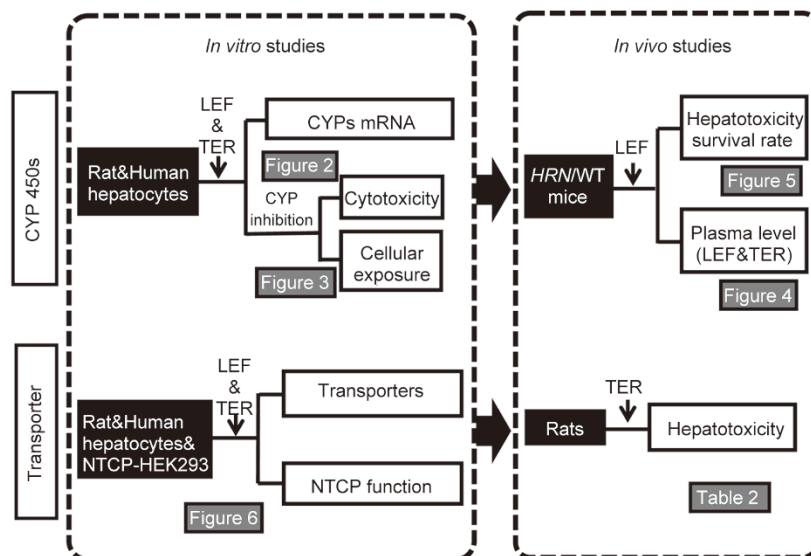 In vitro studies
In vivo studies
CYP 450s
LEF
&
TER
Rat&Human
hepatocytes
CYPs mRNA
Figure 2
CYP
inhibition
Cytotoxicity
Cellular
exposure
Figure 3
HRN/WT
mice
LEF
Hepatotoxicity
survival rate
Figure 5
Plasma level
(LEF&TER)
Figure 4
Transporter
LEF
&
TER
Rat&Human
hepatocytes&
NTCP-HEK293
Transporters
NTCP function
Figure 6
Rats
TER
Hepatotoxicity
Table 2